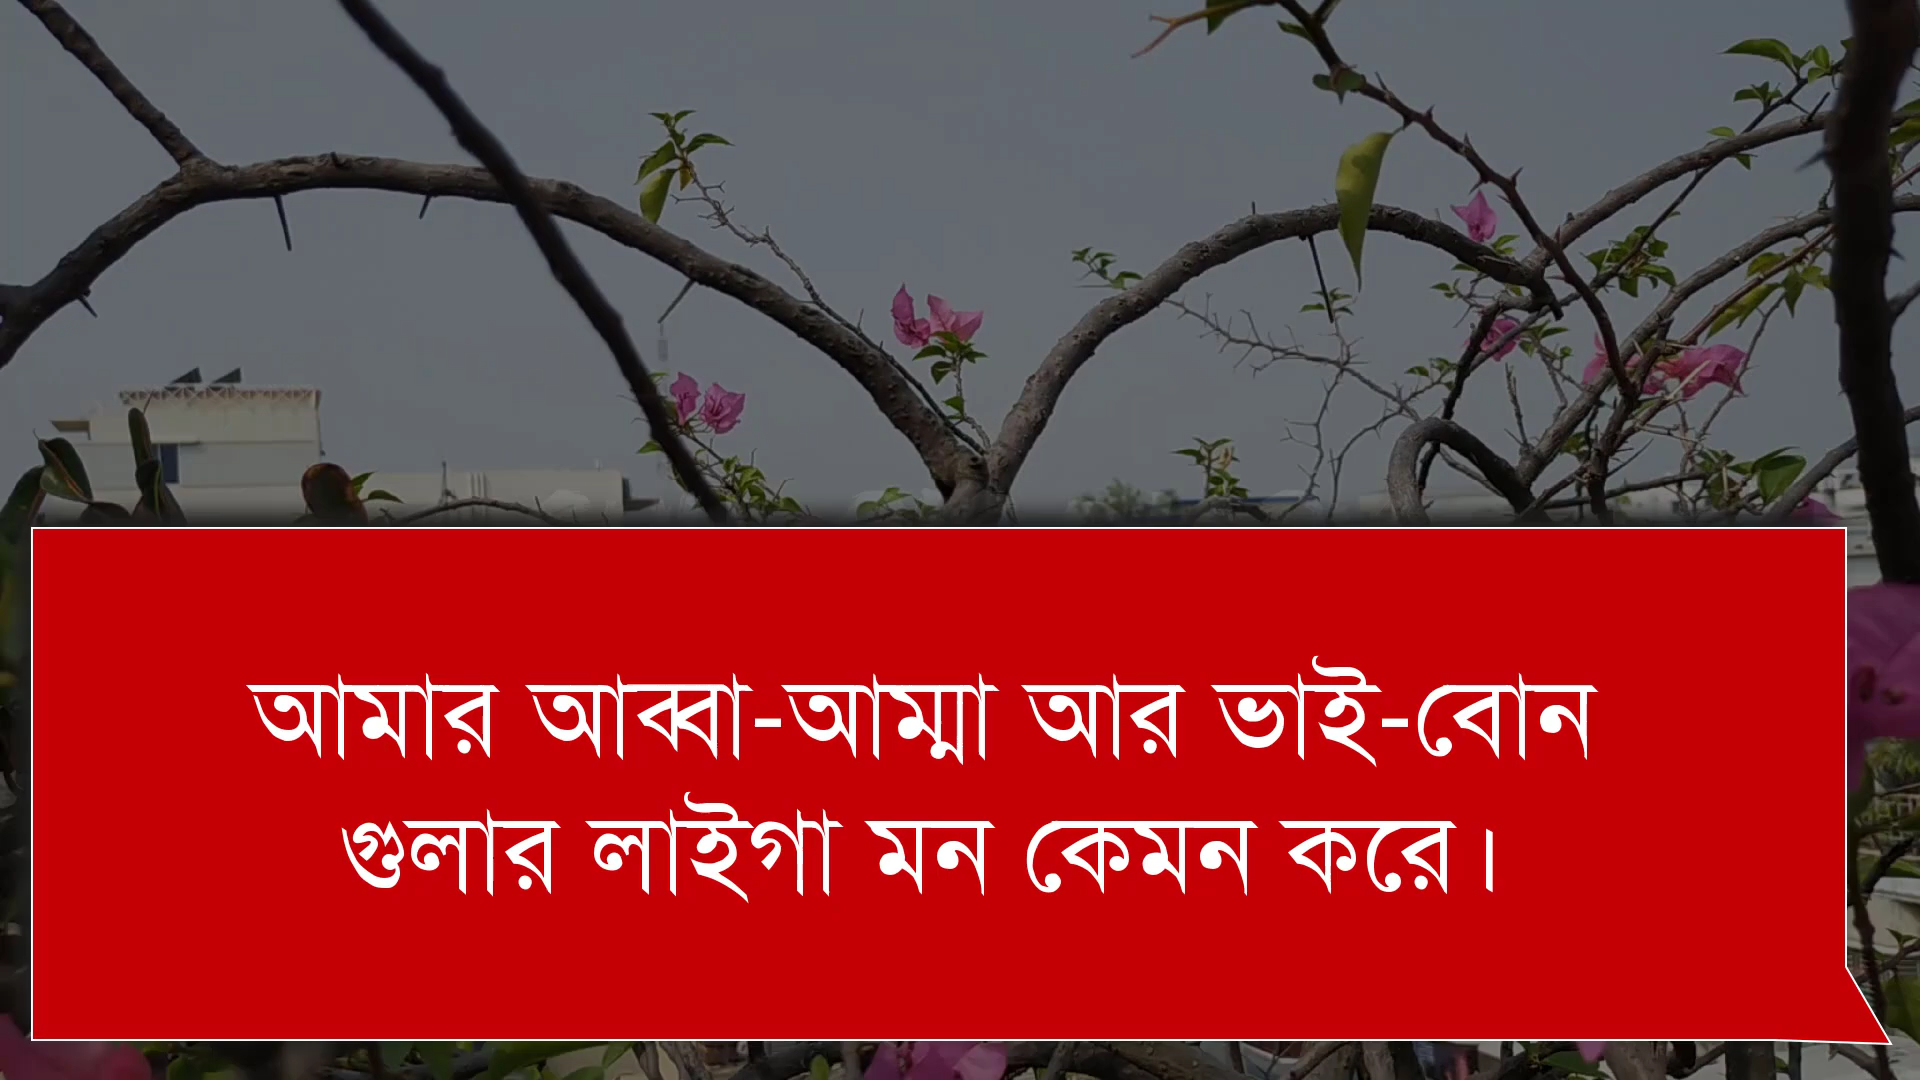 আমার আব্বা-আম্মা আর ভাই-বোন
গুলার লাইগা মন কেমন করে।